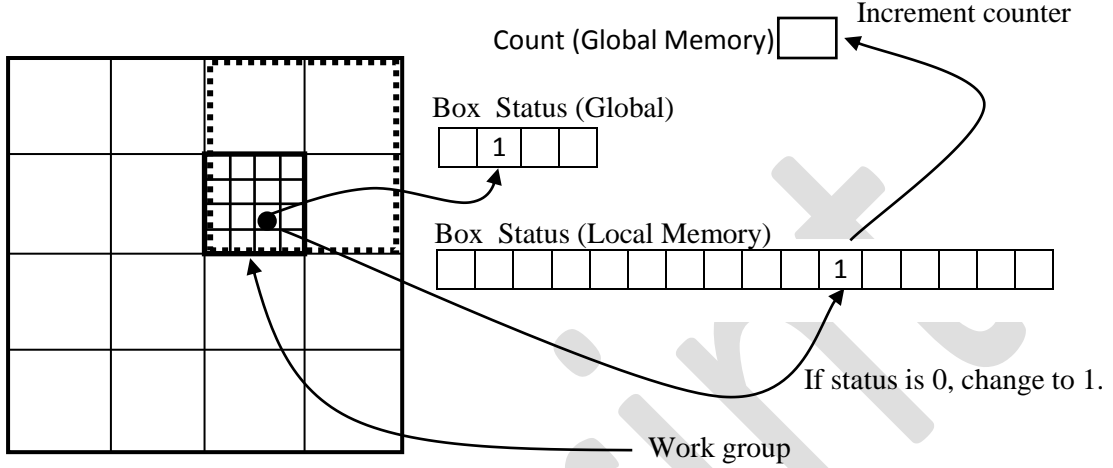 Increment counter
Count (Global Memory)
Box Status (Global)
1
Box Status (Local Memory)
1
If status is 0, change to 1.
Work group